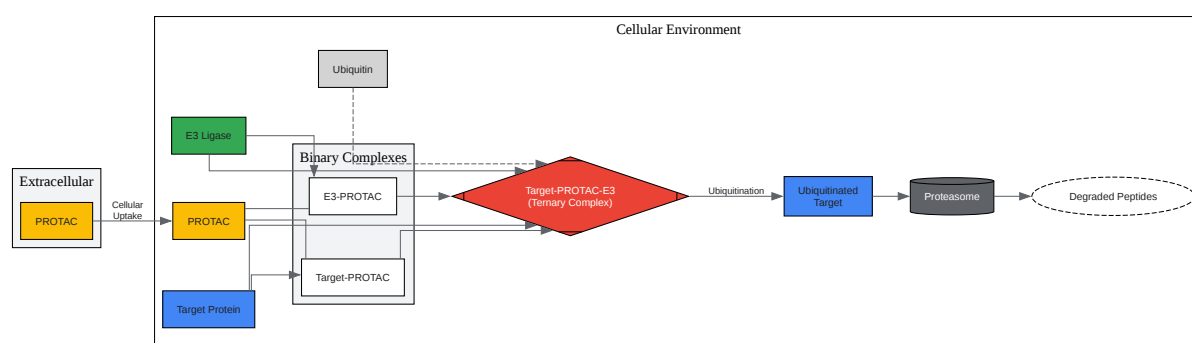 Cellular Environment
Ubiquitin
E3 Ligase
Binary Complexes
Extracellular
PROTAC
Cellular
Uptake
PROTAC
E3-PROTAC
Target-PROTAC-E3
(Ternary Complex)
Ubiquitination
Ubiquitinated
Target
Proteasome
Degraded Peptides
Target-PROTAC
Target Protein